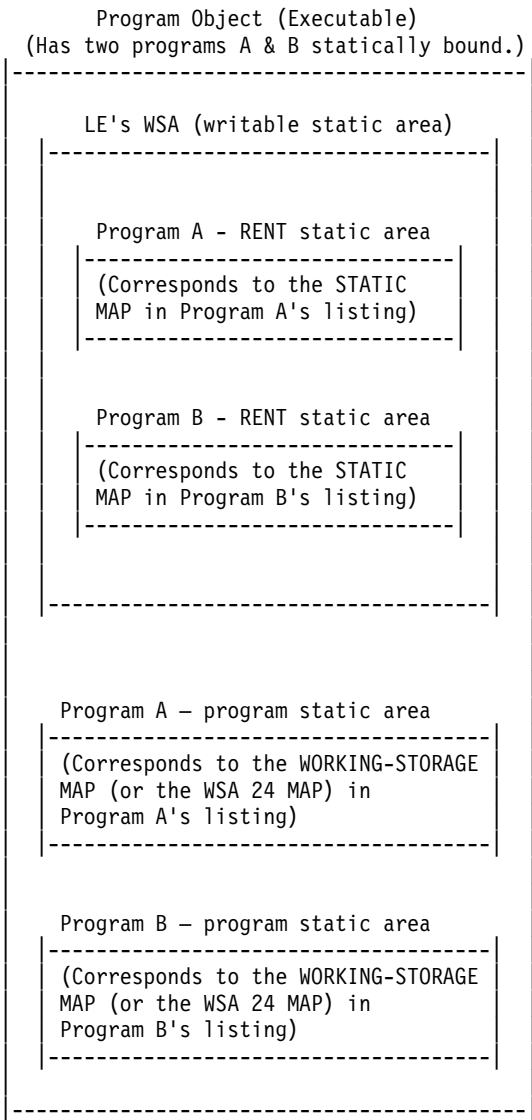 Program Object (Executable)
(Has two programs A & B statically bound.)
LE's WSA (writable static area)
Program A - RENT static area
(Corresponds to the STATIC
MAP in Program A's listing)
Program B - RENT static area
(Corresponds to the STATIC
MAP in Program B's listing)
Program A – program static area
(Corresponds to the WORKING-STORAGE
MAP (or the WSA 24 MAP) in
Program A's listing)
Program B – program static area
(Corresponds to the WORKING-STORAGE
MAP (or the WSA 24 MAP) in
Program B's listing)